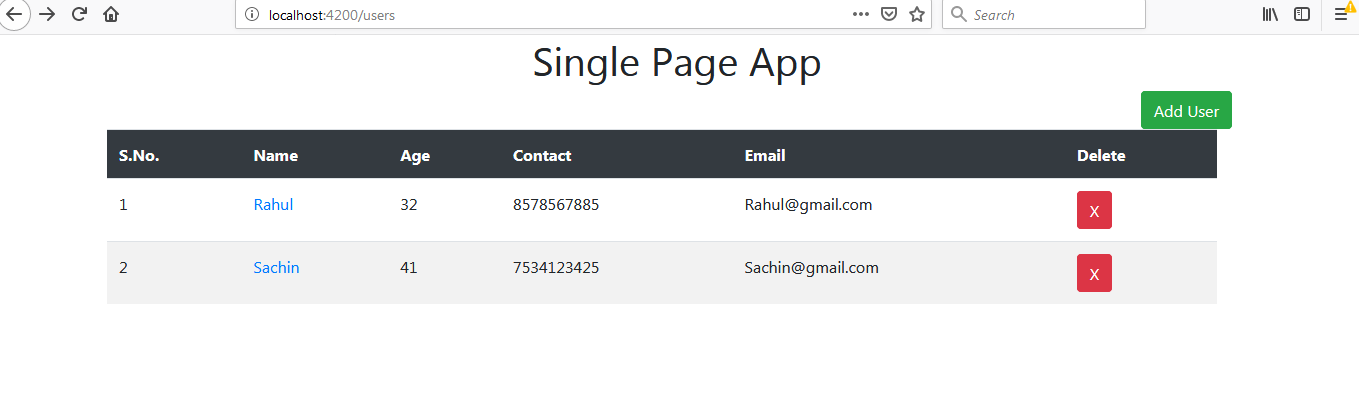 localhost:4200/users
Search
Single Page App
Add User
S.No. Name Age Contact Email Delete
1 Rahul 32 8578567885 Rahul@gmail.com X
2 Sachin 41 7534123425 Sachin@gmail.com X